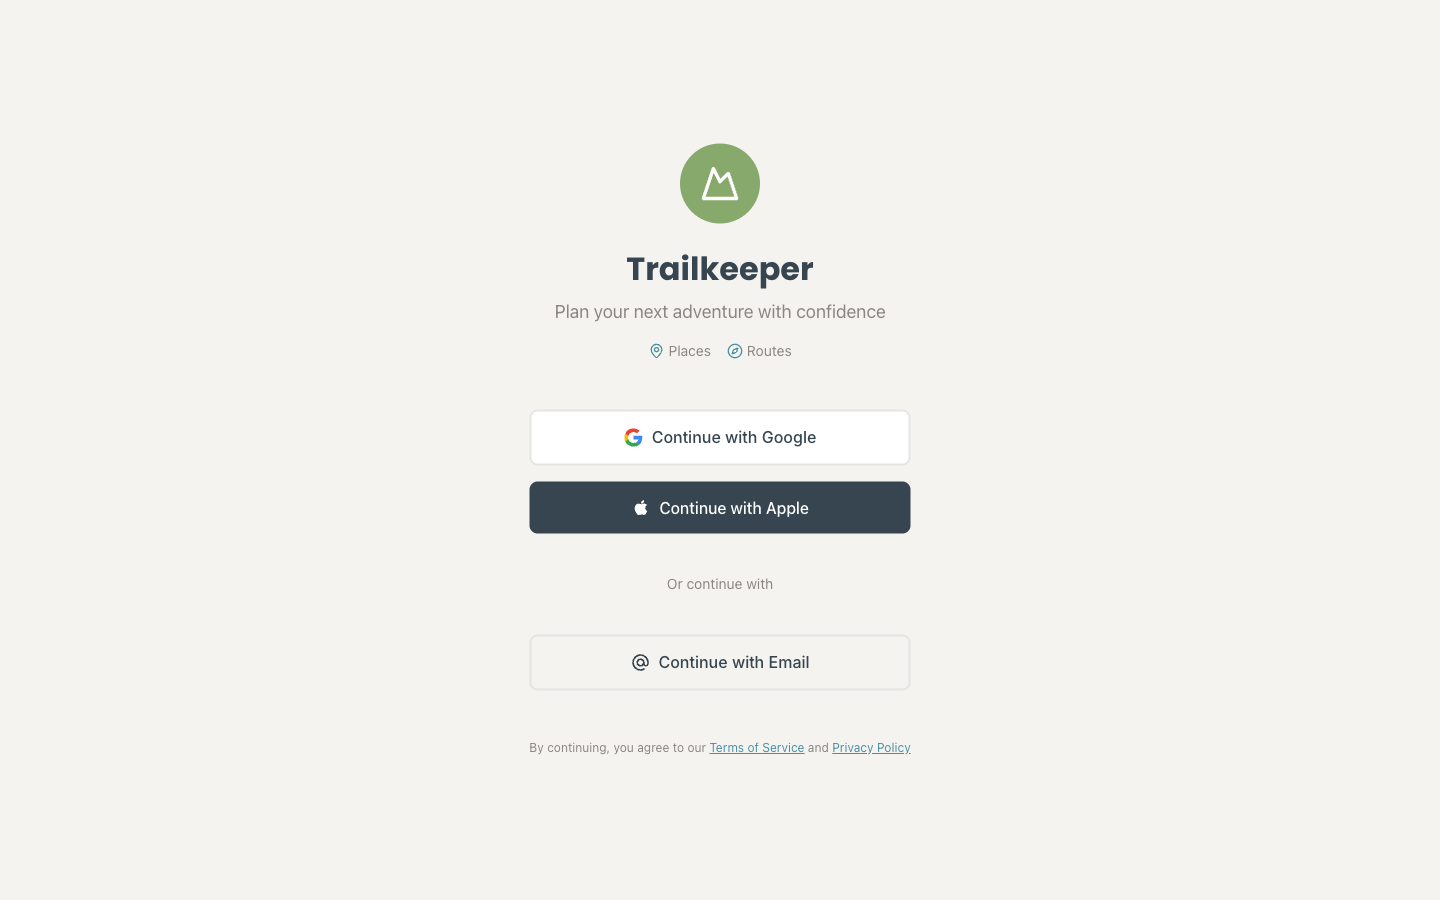 Trailkeeper
Plan your next adventure with confidence
Places Routes
Continue with Google
Continue with Apple
Or continue with
Continue with Email
By continuing, you agree to our Terms of Service and Privacy Policy